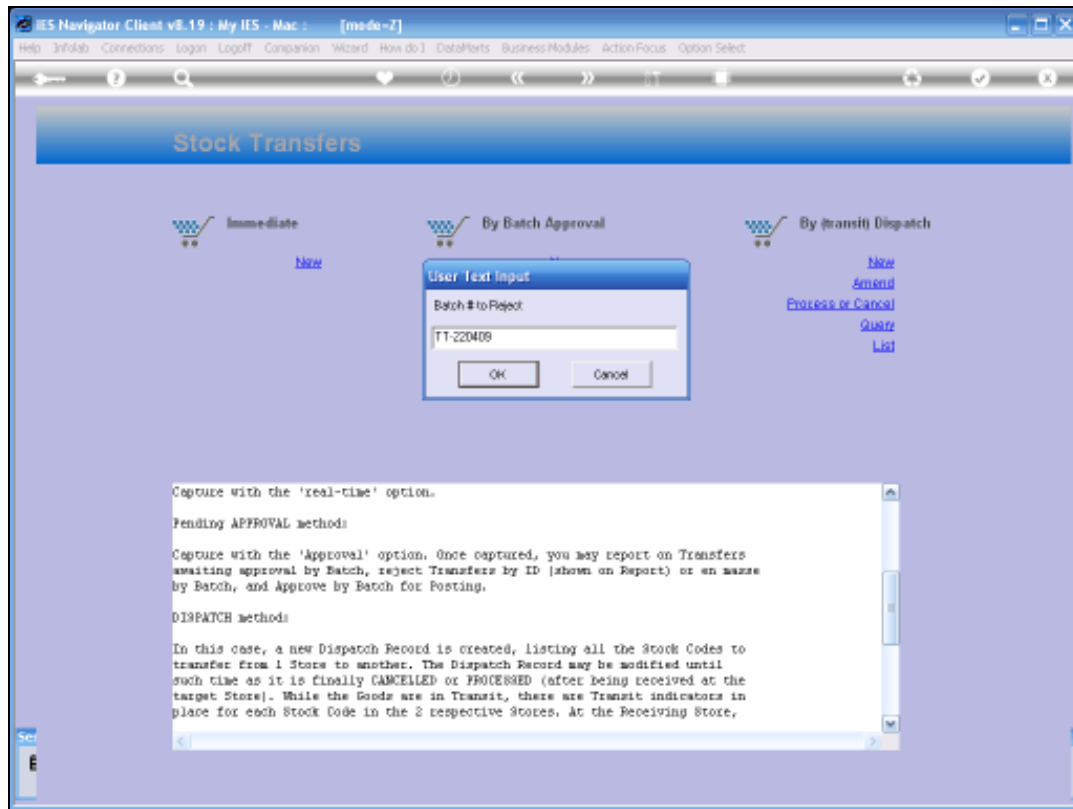 IES Navigator Client v8.19 : My IES - Mac : [mode=Z]
Help Infolab Connections Logon Logoff Companion Wizard How do I DataMarts Business Modules Action Focus Option Select
Stock Transfers
Immediate
By Batch Approval
By (transit) Dispatch
New
New
Amend
Process or Cancel
Query
List
User Text Input
Batch # to Reject
TT-220409
OK Cancel
Capture with the 'real-time' option.
Pending APPROVAL method:
Capture with the 'Approval' option. Once captured, you may report on Transfers
awaiting approval by Batch, reject Transfers by ID (shown on Report) or en masse
by Batch, and Approve by Batch for Posting.
DISPATCH method:
In this case, a new Dispatch Record is created, listing all the Stock Codes to
transfer from 1 Store to another. The Dispatch Record may be modified until
such time as it is finally CANCELLED or PROCESSED (after being received at the
target Store). While the Goods are in Transit, there are Transit indicators in
place for each Stock Code in the 2 respective Stores. At the Receiving Store,